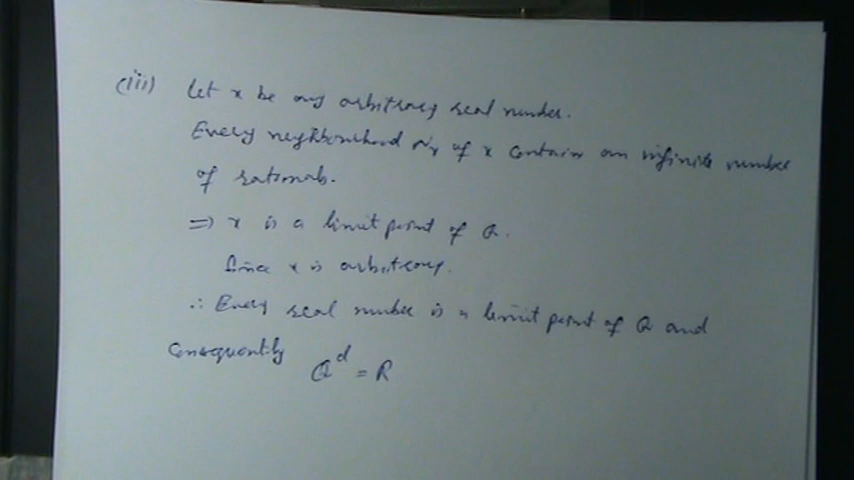 (iii) Let x be any arbitrary real number.
Every neighbourhood Nx of x contains an infinite number
of rationals.
=> x is a limit point of Q.
Since x is arbitrary.
∴ Every real number is a limit point of Q and
Consequently Q^d = R